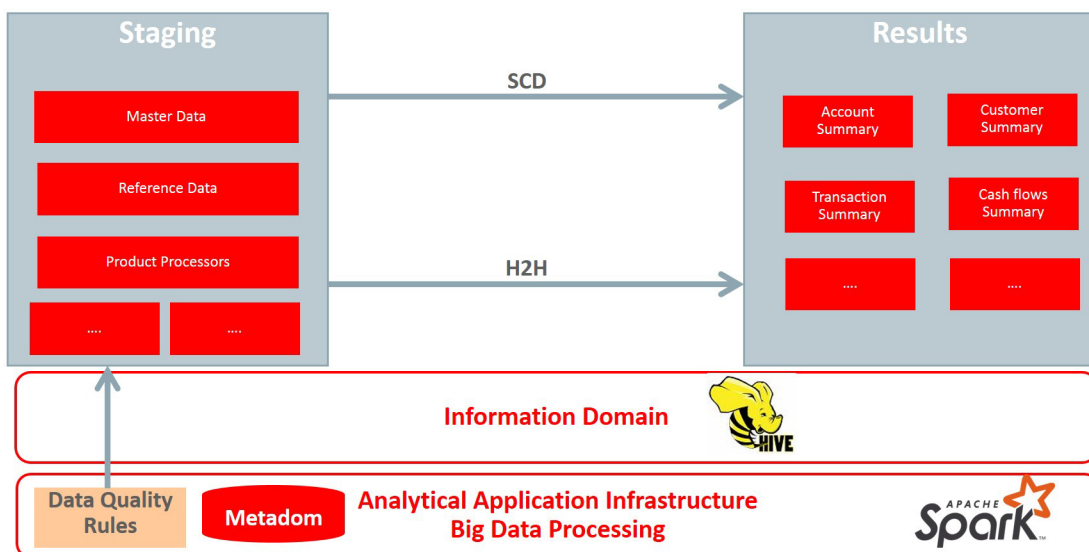 Staging
Master Data
Reference Data
Product Processors
....
....
SCD
H2H
Results
Account
Summary
Customer
Summary
Transaction
Summary
Cash flows
Summary
....
....
Information Domain
HIVE
Data Quality
Rules
Metadom
Analytical Application Infrastructure
Big Data Processing
APACHE
Spark™